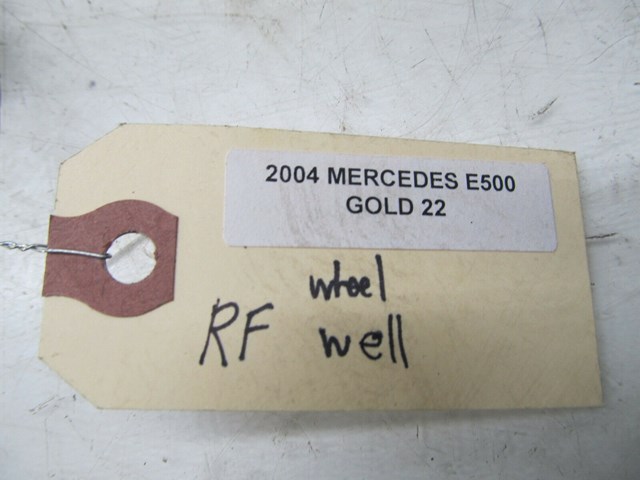 2004 MERCEDES E500
GOLD 22
wheel
RF well